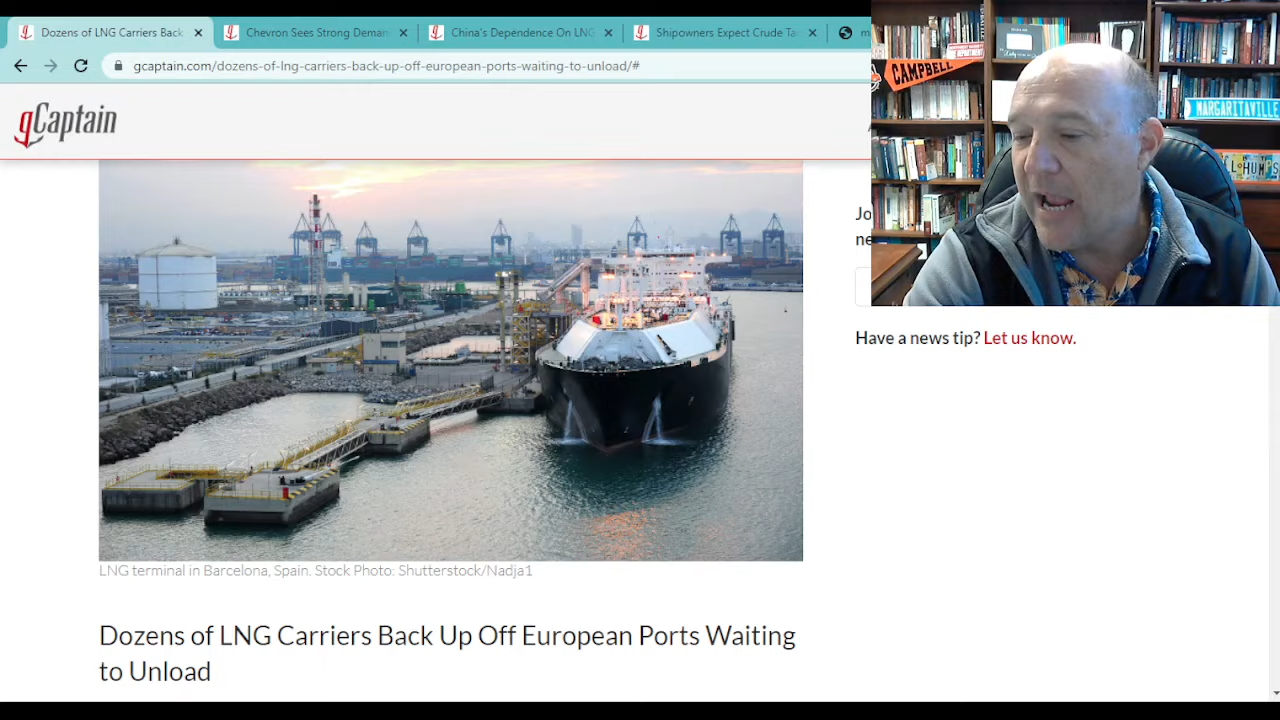 Dozens of LNG Carriers Back
Chevron Sees Strong Deman
China's Dependence On LNG
Shipowners Expect Crude Ta
m
gcaptain.com/dozens-of-lng-carriers-back-up-off-european-ports-waiting-to-unload/#
gCaptain
CAMPBELL
DEPARTMENT
MARGARITAVILLE
Jo
ne
Have a news tip? Let us know.
LNG terminal in Barcelona, Spain. Stock Photo: Shutterstock/Nadja1
Dozens of LNG Carriers Back Up Off European Ports Waiting
to Unload